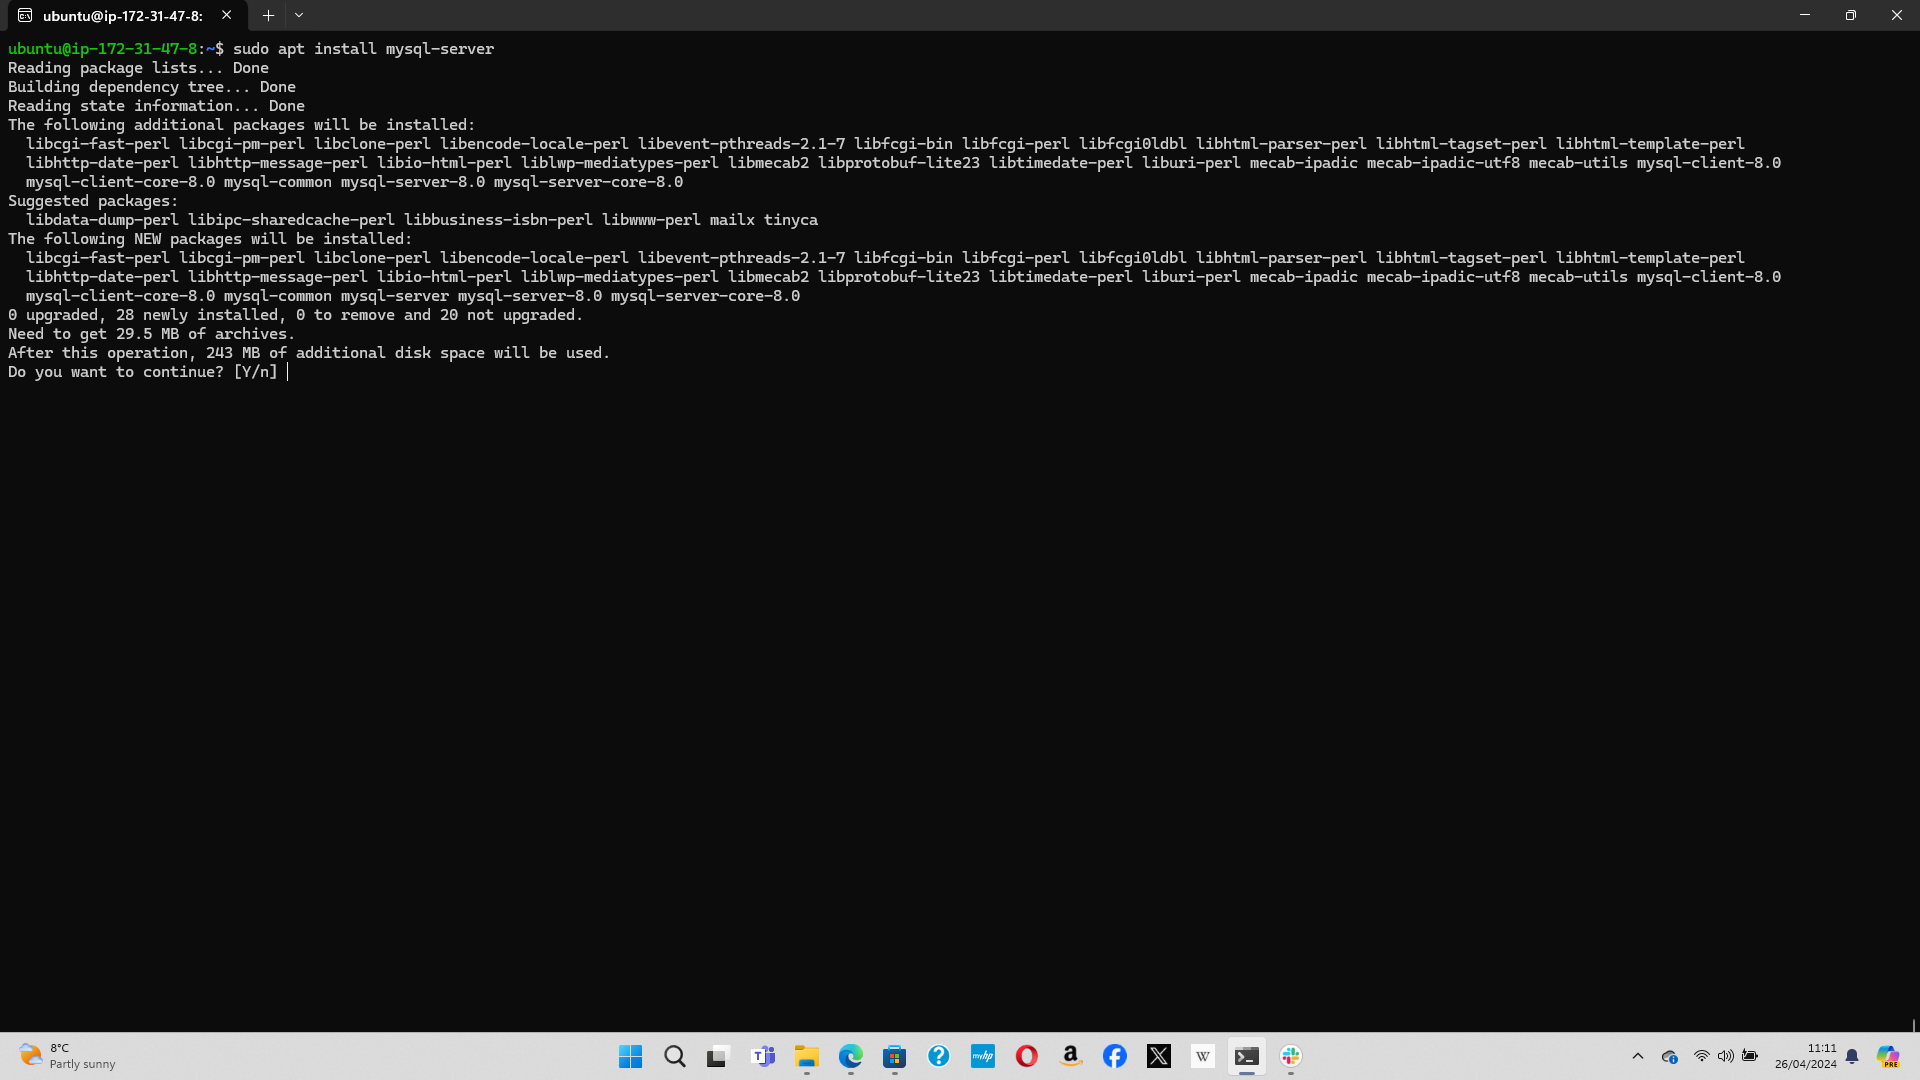 ubuntu@ip-172-31-47-8:
ubuntu@ip-172-31-47-8:~$ sudo apt install mysql-server
Reading package lists... Done
Building dependency tree... Done
Reading state information... Done
The following additional packages will be installed:
  libcgi-fast-perl libcgi-pm-perl libclone-perl libencode-locale-perl libevent-pthreads-2.1-7 libfcgi-bin libfcgi-perl libfcgi0ldbl libhtml-parser-perl libhtml-tagset-perl libhtml-template-perl
  libhttp-date-perl libhttp-message-perl libio-html-perl liblwp-mediatypes-perl libmecab2 libprotobuf-lite23 libtimedate-perl liburi-perl mecab-ipadic mecab-ipadic-utf8 mecab-utils mysql-client-8.0
  mysql-client-core-8.0 mysql-common mysql-server-8.0 mysql-server-core-8.0
Suggested packages:
  libdata-dump-perl libipc-sharedcache-perl libbusiness-isbn-perl libwww-perl mailx tinyca
The following NEW packages will be installed:
  libcgi-fast-perl libcgi-pm-perl libclone-perl libencode-locale-perl libevent-pthreads-2.1-7 libfcgi-bin libfcgi-perl libfcgi0ldbl libhtml-parser-perl libhtml-tagset-perl libhtml-template-perl
  libhttp-date-perl libhttp-message-perl libio-html-perl liblwp-mediatypes-perl libmecab2 libprotobuf-lite23 libtimedate-perl liburi-perl mecab-ipadic mecab-ipadic-utf8 mecab-utils mysql-client-8.0
  mysql-client-core-8.0 mysql-common mysql-server mysql-server-8.0 mysql-server-core-8.0
0 upgraded, 28 newly installed, 0 to remove and 20 not upgraded.
Need to get 29.5 MB of archives.
After this operation, 243 MB of additional disk space will be used.
Do you want to continue? [Y/n]
8°C
Partly sunny
myhp
W
11:11
26/04/2024
PRE